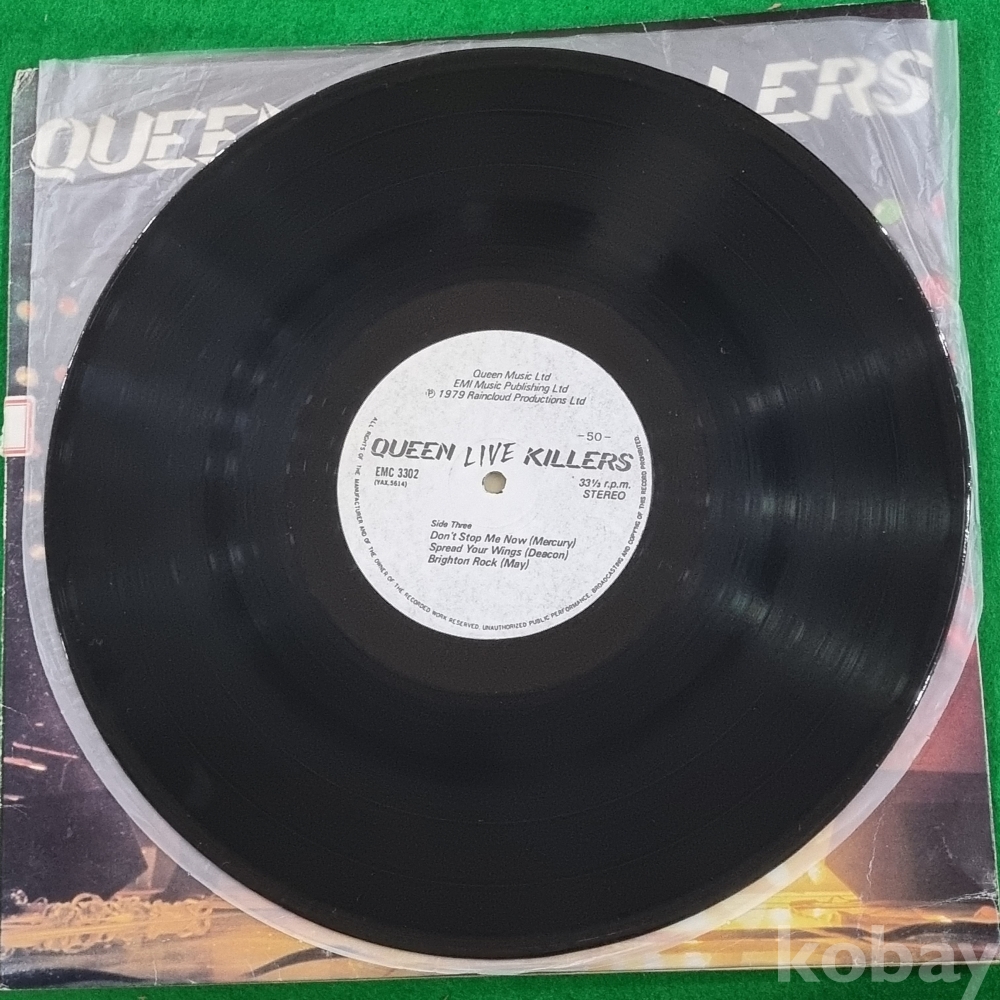 QUEE
LERS
Queen Music Ltd
EMI Music Publishing Ltd
℗ 1979 Raincloud Productions Ltd
-50-
QUEEN LIVE KILLERS
EMC 3302
(YAX.5614)
33⅓ r.p.m.
STEREO
Side Three
Don't Stop Me Now (Mercury)
Spread Your Wings (Deacon)
Brighton Rock (May)
ALL RIGHTS OF THE MANUFACTURER AND OF THE OWNER OF THE RECORDED WORK RESERVED. UNAUTHORIZED PUBLIC PERFORMANCE, BROADCASTING AND COPYING OF THIS RECORD PROHIBITED.
kobay